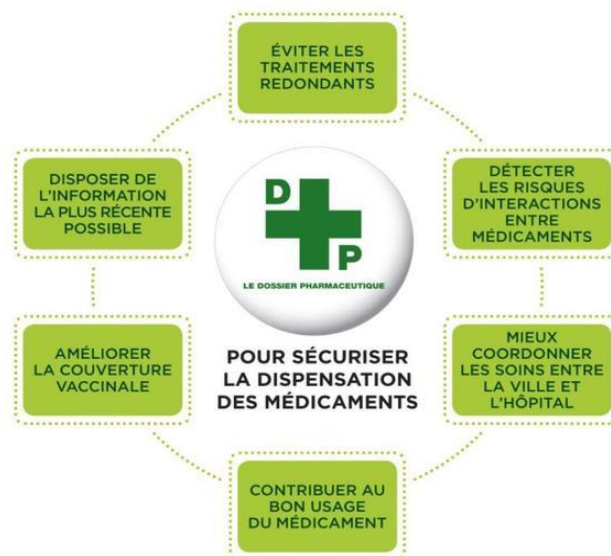 ÉVITER LES
TRAITEMENTS
REDONDANTS
DISPOSER DE
L'INFORMATION
LA PLUS RÉCENTE
POSSIBLE
D
P
LE DOSSIER PHARMACEUTIQUE
DÉTECTER
LES RISQUES
D'INTERACTIONS
ENTRE
MÉDICAMENTS
AMÉLIORER
LA COUVERTURE
VACCINALE
POUR SÉCURISER
LA DISPENSATION
DES MÉDICAMENTS
MIEUX
COORDONNER
LES SOINS ENTRE
LA VILLE ET
L'HÔPITAL
CONTRIBUER AU
BON USAGE
DU MÉDICAMENT